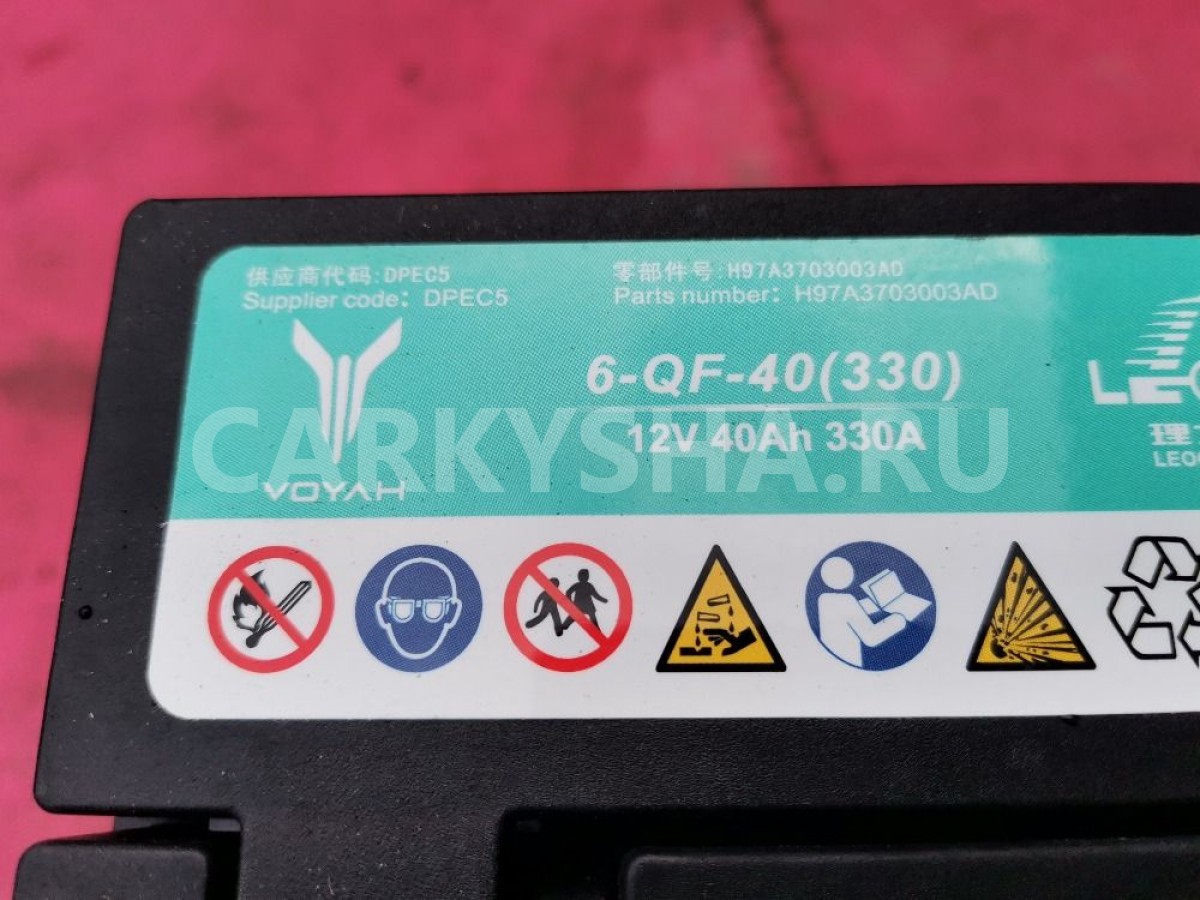 供应商代码: DPEC5
Supplier code: DPEC5
零部件号: H97A3703003AD
Parts number: H97A3703003AD
6-QF-40(330)
12V 40Ah 330A
VOYAH
CARKYSHA.RU